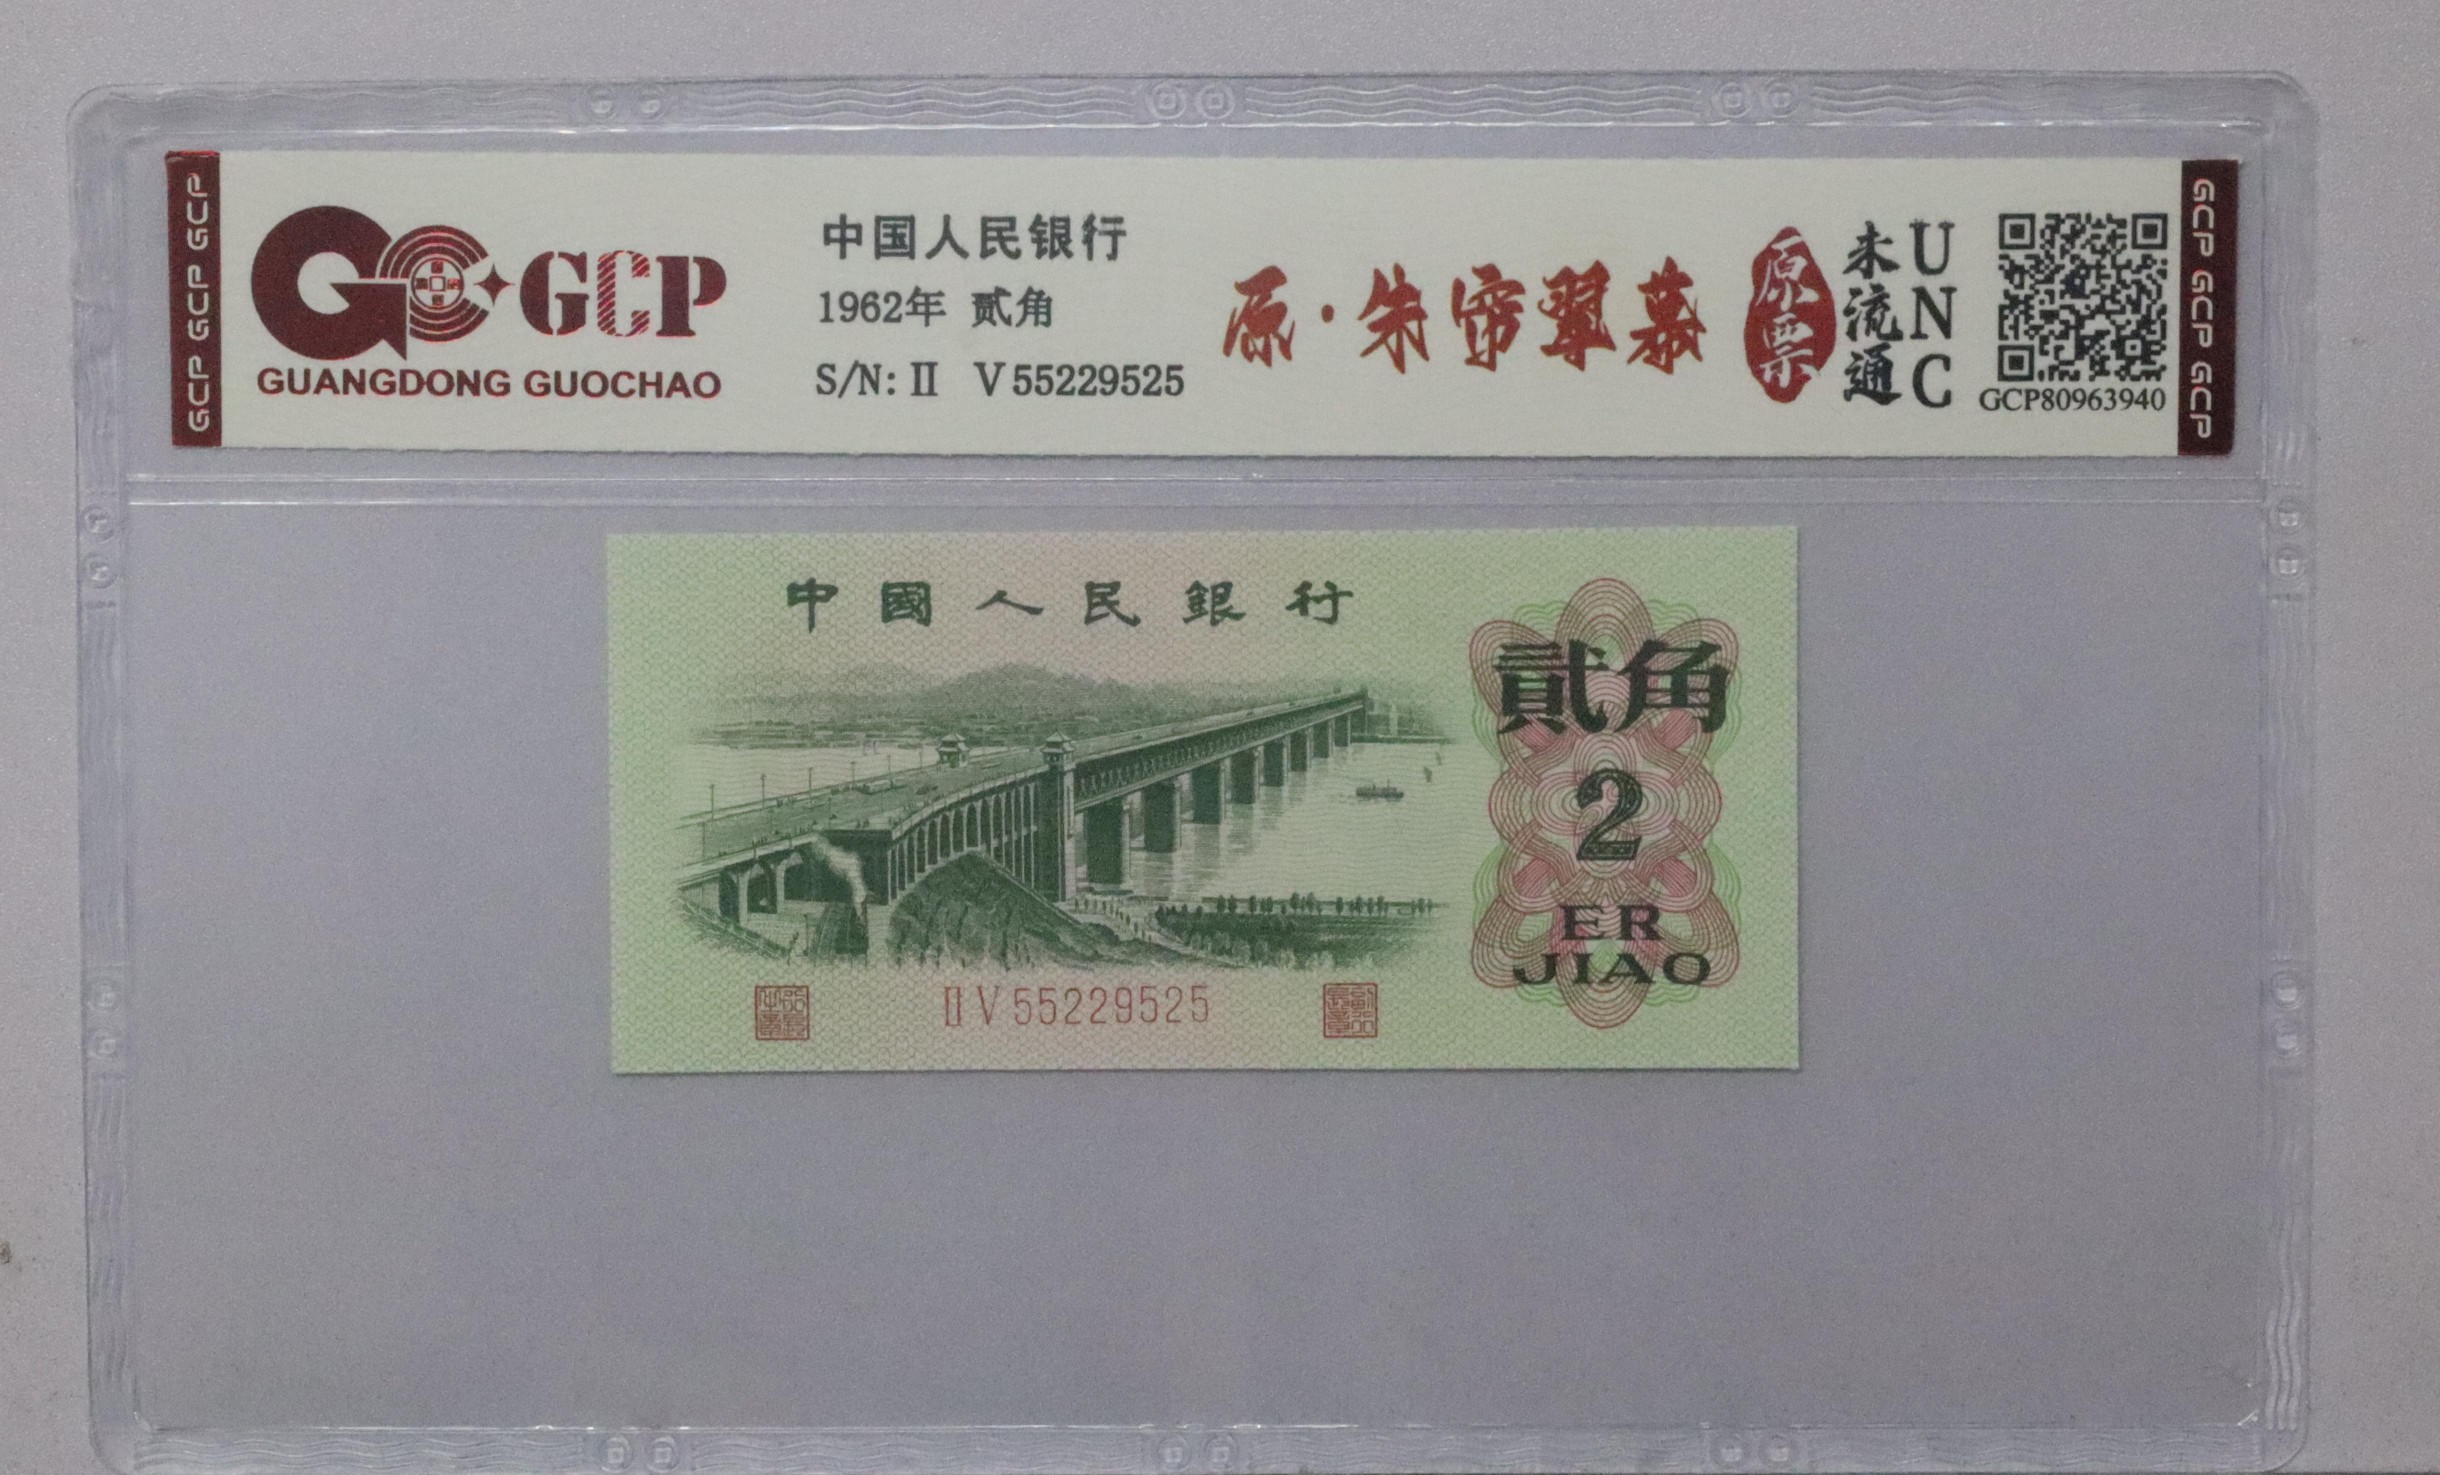 GCP GCP GCP
GCP
GUANGDONG GUOCHAO
中国人民银行
1962年 贰角
S/N: II V 55229525
原·朱帘翠幕
原票
未流通
UNC
GCP80963940
GCP GCP GCP
中國人民銀行
貳角
2
ER
JIAO
II V 55229525